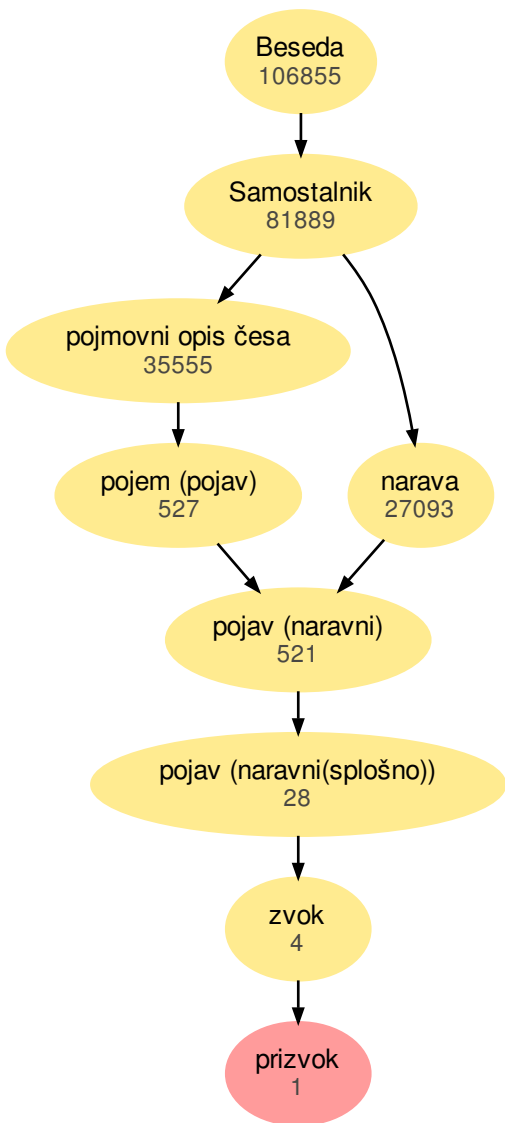 Beseda
106855
Samostalnik
81889
pojmovni opis česa
35555
pojem (pojav)
527
narava
27093
pojav (naravni)
521
pojav (naravni(splošno))
28
zvok
4
prizvok
1